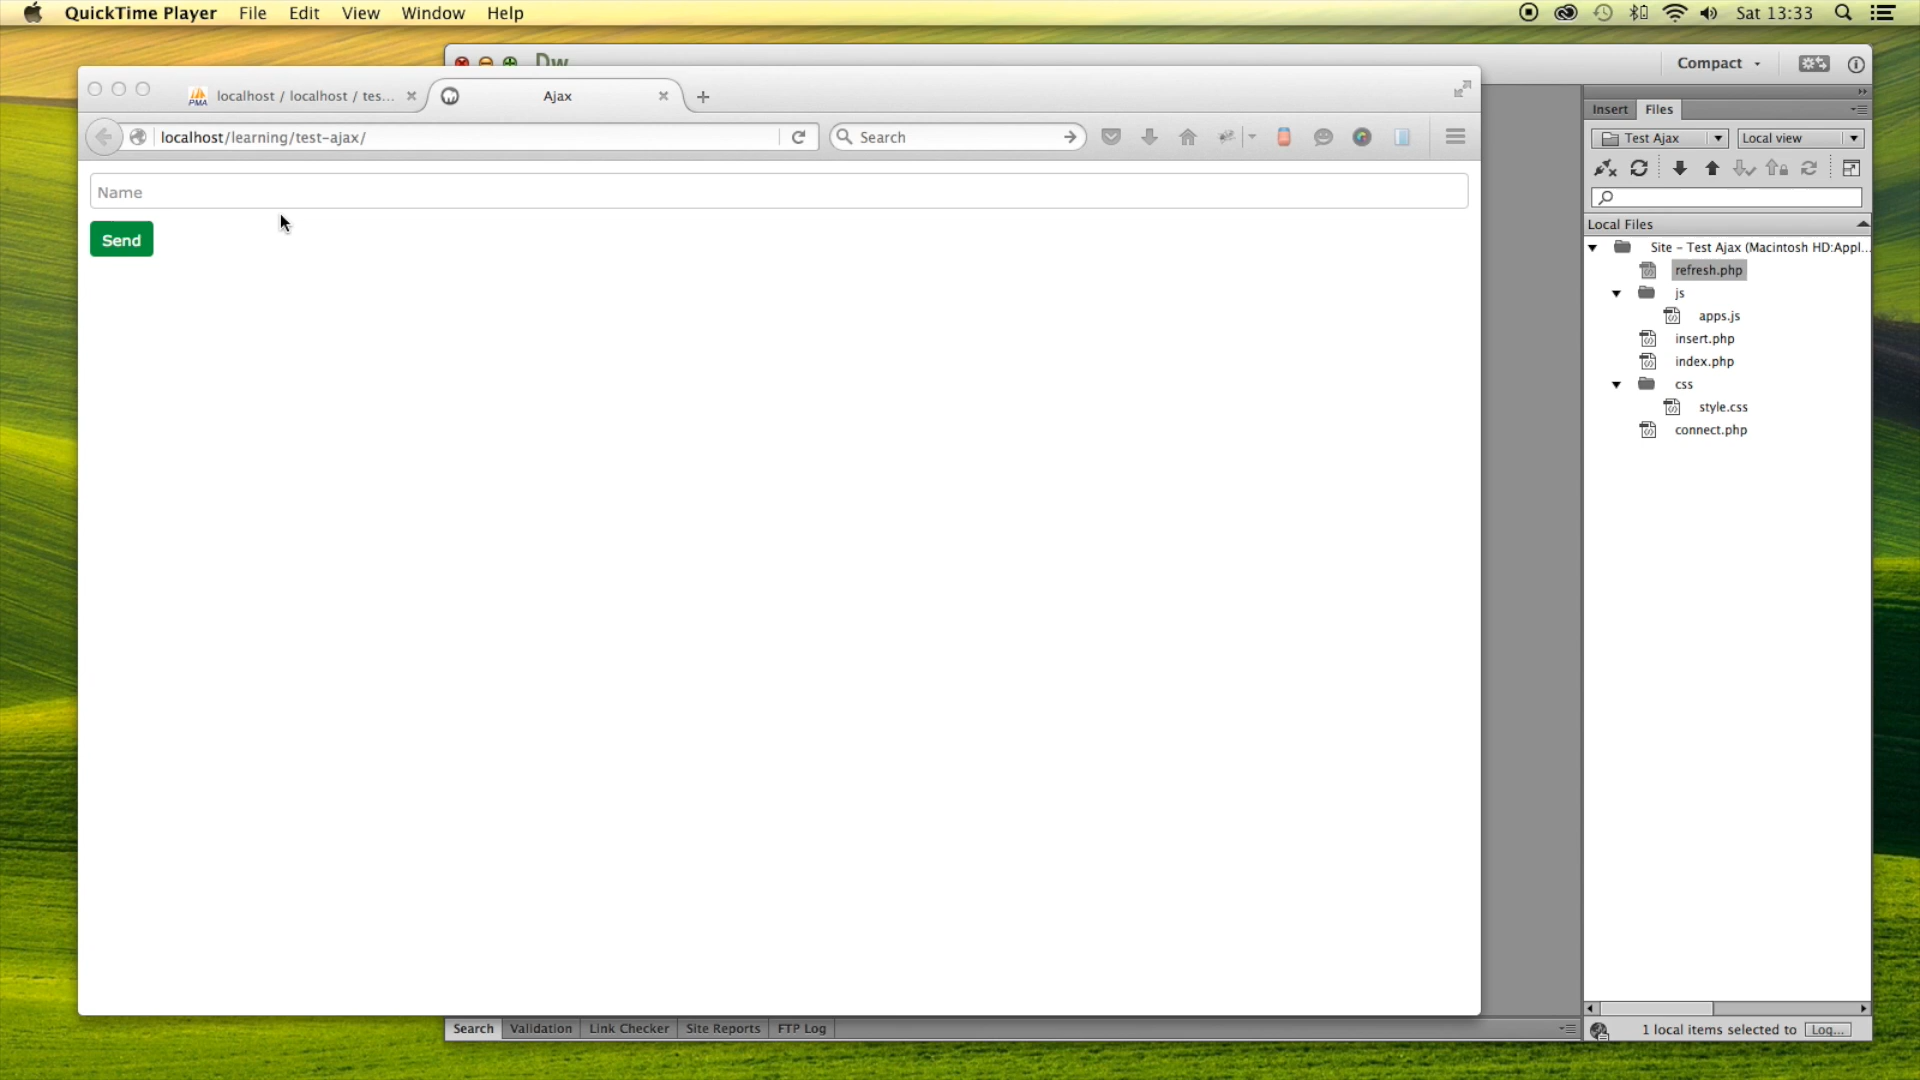 QuickTime Player File Edit View Window Help Sat 13:33
Dw Compact
localhost / localhost / tes... Ajax
localhost/learning/test-ajax/ Search
Name
Send
Insert Files
Test Ajax Local view
Local Files
Site – Test Ajax (Macintosh HD:Appl...
refresh.php
js
apps.js
insert.php
index.php
css
style.css
connect.php
Search Validation Link Checker Site Reports FTP Log
1 local items selected to Log...